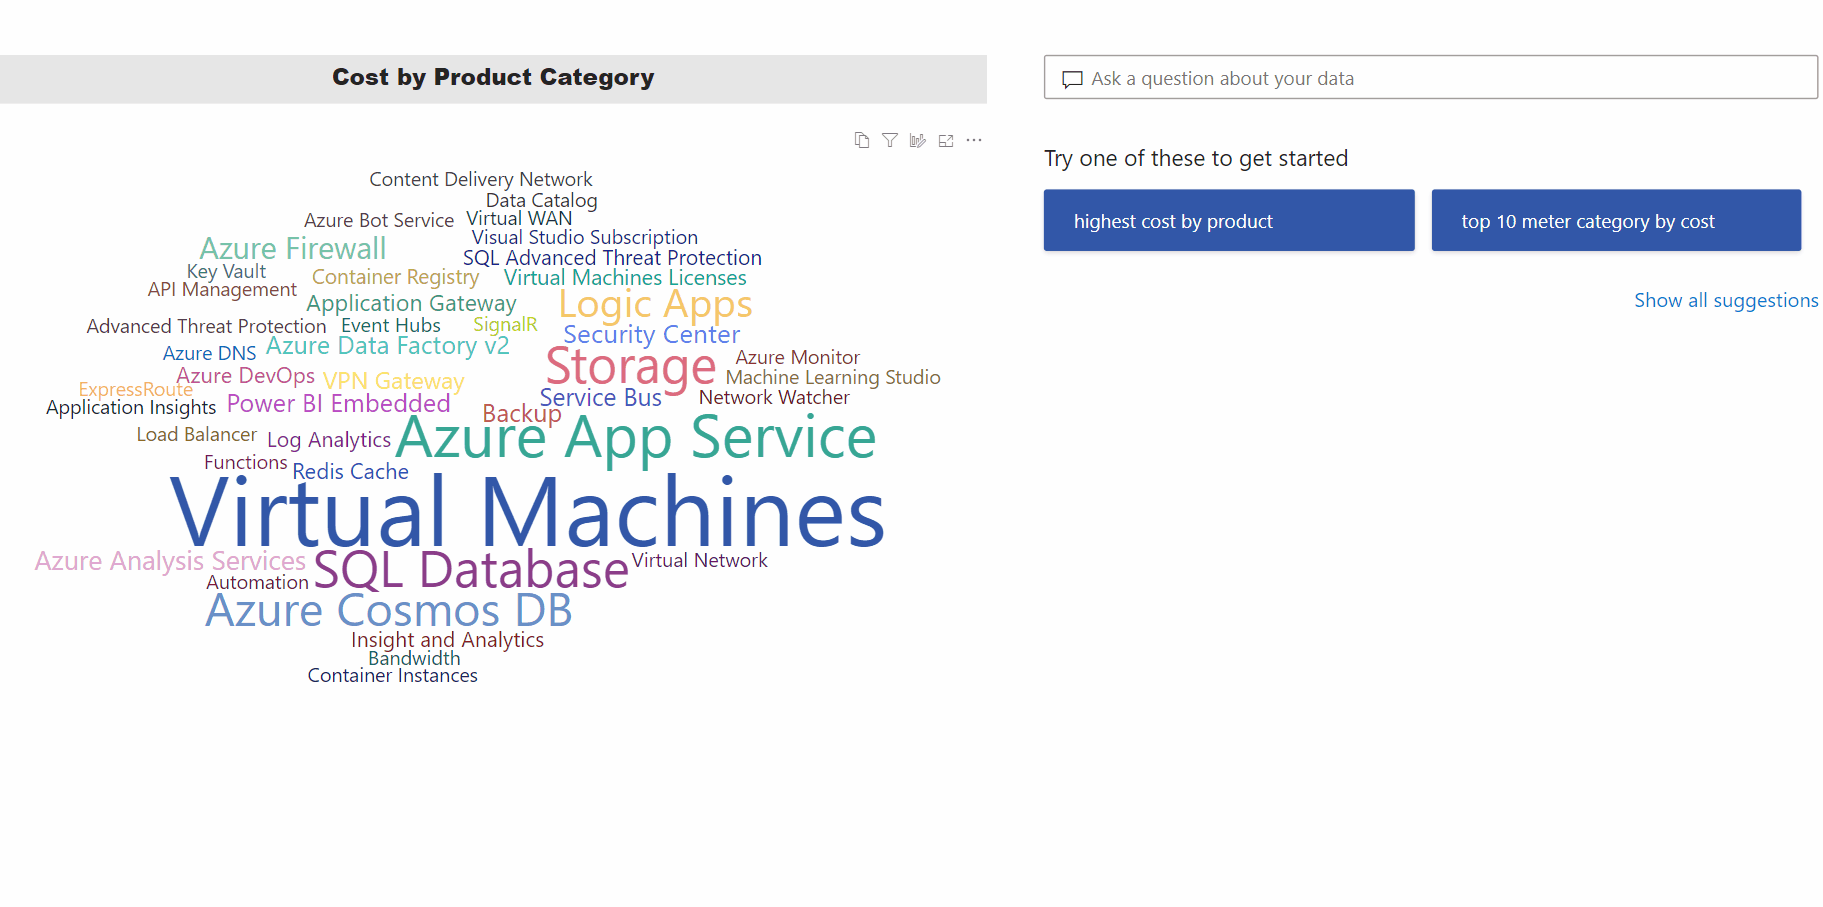 Cost by Product Category
Content Delivery Network
Data Catalog
Azure Bot Service
Virtual WAN
Visual Studio Subscription
Azure Firewall
SQL Advanced Threat Protection
Key Vault
Container Registry
Virtual Machines Licenses
API Management
Application Gateway
Logic Apps
Advanced Threat Protection
Event Hubs
SignalR
Security Center
Azure DNS
Azure Data Factory v2
Storage
Azure Monitor
Azure DevOps
VPN Gateway
Machine Learning Studio
ExpressRoute
Service Bus
Network Watcher
Application Insights
Power BI Embedded
Backup
Load Balancer
Log Analytics
Azure App Service
Functions
Redis Cache
Virtual Machines
Azure Analysis Services
SQL Database
Virtual Network
Automation
Azure Cosmos DB
Insight and Analytics
Bandwidth
Container Instances
Ask a question about your data
Try one of these to get started
highest cost by product
top 10 meter category by cost
Show all suggestions